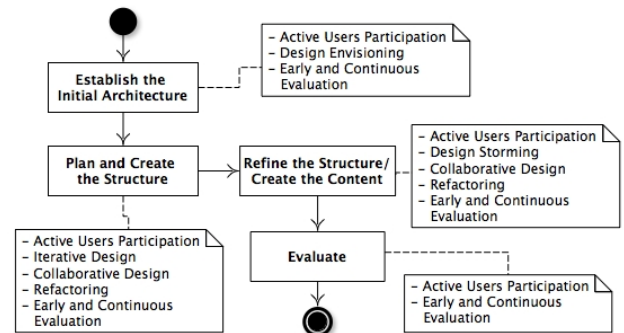 - Active Users Participation
- Design Envisioning
- Early and Continuous
Evaluation
Establish the
Initial Architecture
Plan and Create
the Structure
Refine the Structure/
Create the Content
- Active Users Participation
- Design Storming
- Collaborative Design
- Refactoring
- Early and Continuous
Evaluation
- Active Users Participation
- Iterative Design
- Collaborative Design
- Refactoring
- Early and Continuous
Evaluation
Evaluate
- Active Users Participation
- Early and Continuous
Evaluation